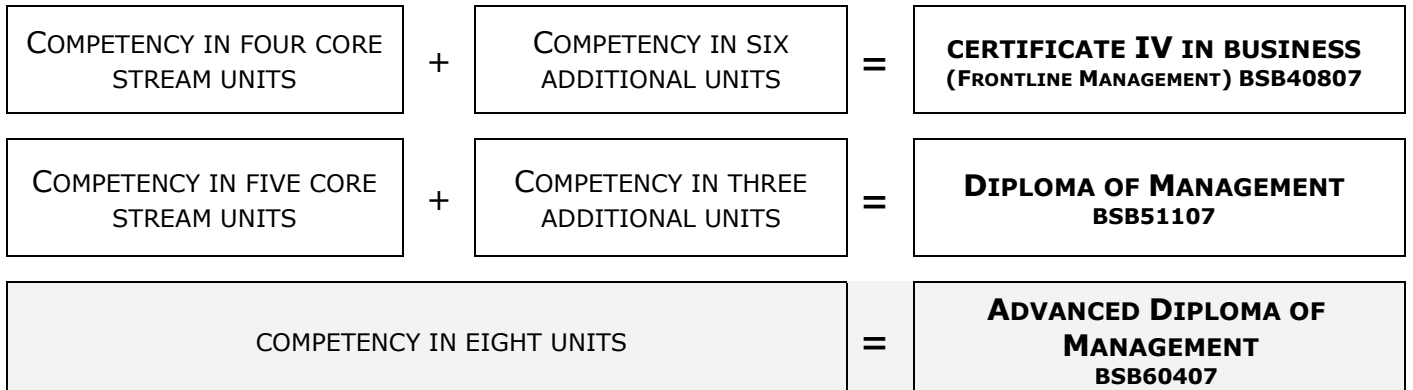 COMPETENCY IN FOUR CORE
STREAM UNITS
+
COMPETENCY IN SIX
ADDITIONAL UNITS
=
CERTIFICATE IV IN BUSINESS
(FRONTLINE MANAGEMENT) BSB40807
COMPETENCY IN FIVE CORE
STREAM UNITS
+
COMPETENCY IN THREE
ADDITIONAL UNITS
=
DIPLOMA OF MANAGEMENT
BSB51107
COMPETENCY IN EIGHT UNITS
=
ADVANCED DIPLOMA OF
MANAGEMENT
BSB60407